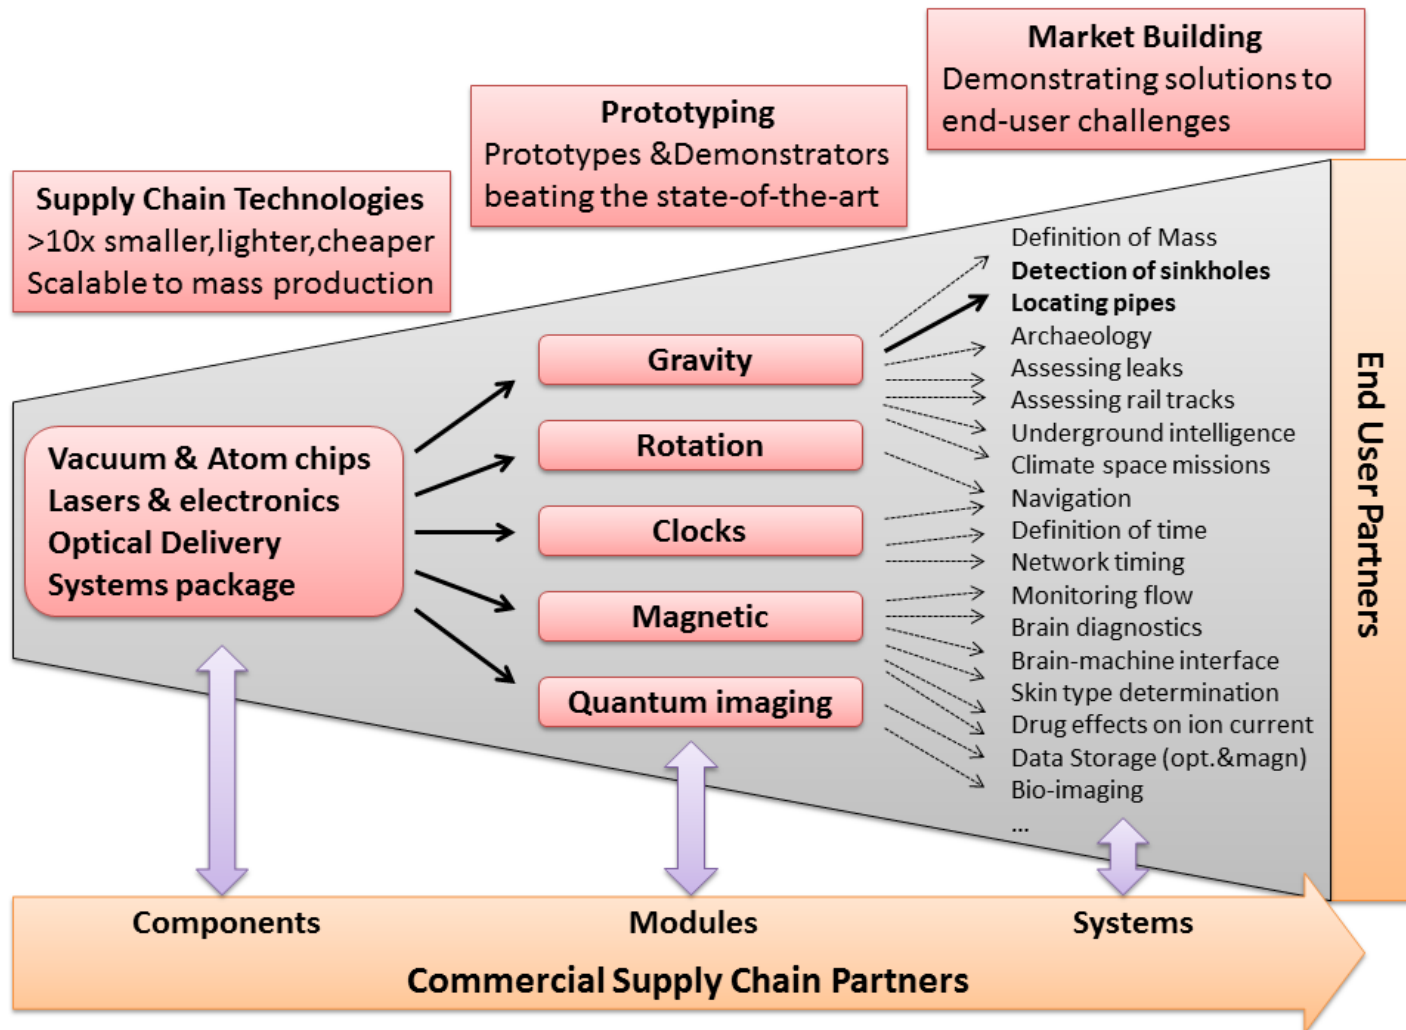 Market Building
Demonstrating solutions to
end-user challenges
Prototyping
Prototypes &Demonstrators
beating the state-of-the-art
Supply Chain Technologies
>10x smaller,lighter,cheaper
Scalable to mass production
Vacuum & Atom chips
Lasers & electronics
Optical Delivery
Systems package
Gravity
Rotation
Clocks
Magnetic
Quantum imaging
Definition of Mass
Detection of sinkholes
Locating pipes
Archaeology
Assessing leaks
Assessing rail tracks
Underground intelligence
Climate space missions
Navigation
Definition of time
Network timing
Monitoring flow
Brain diagnostics
Brain-machine interface
Skin type determination
Drug effects on ion current
Data Storage (opt.&magn)
Bio-imaging
...
End User Partners
Components
Modules
Systems
Commercial Supply Chain Partners